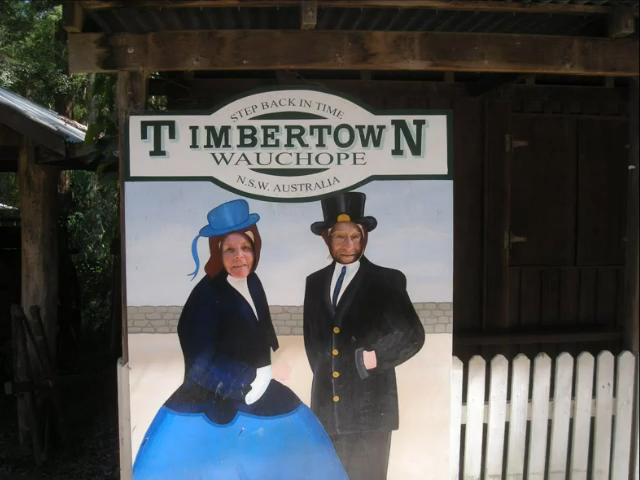 STEP BACK IN TIME
TIMBERTOWN
WAUCHOPE
N.S.W. AUSTRALIA